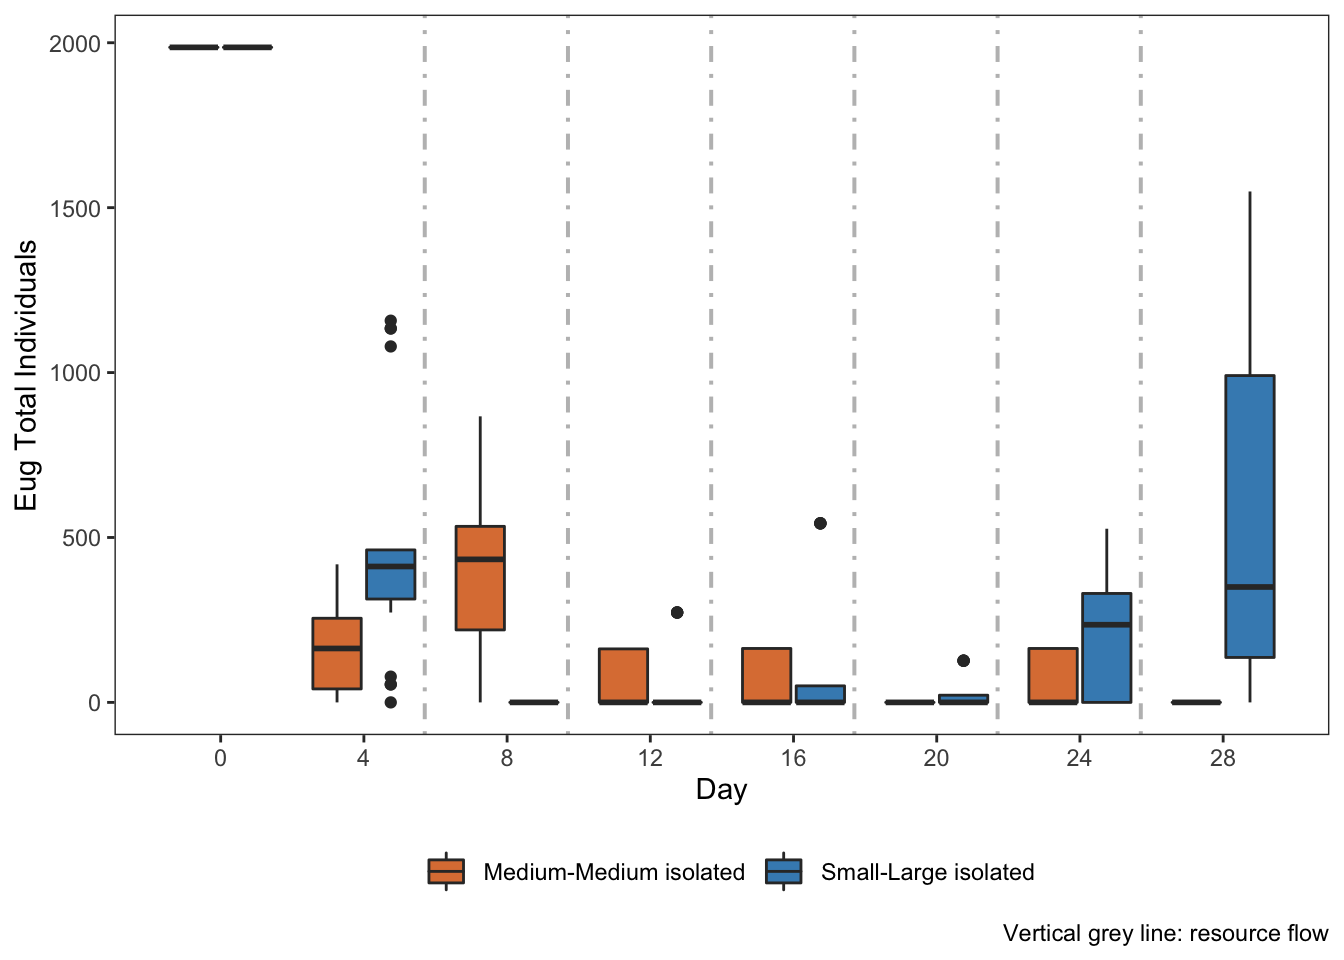 2000
1500
1000
500
0
Eug Total Individuals
0 4 8 12 16 20 24 28
Day
Medium-Medium isolated Small-Large isolated
Vertical grey line: resource flow